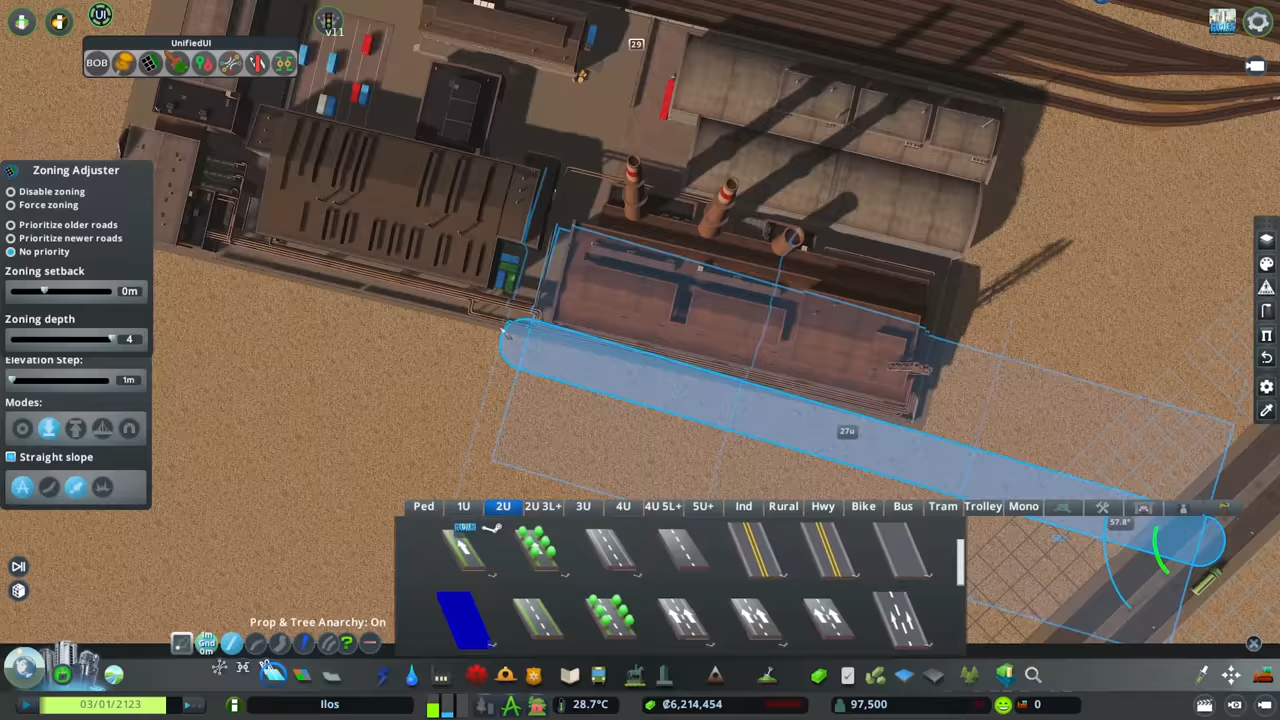 v11
UnifiedUI
BOB
29
Zoning Adjuster
Disable zoning
Force zoning
Prioritize older roads
Prioritize newer roads
No priority
Zoning setback
0m
Zoning depth
4
Elevation Step:
1m
Modes:
Straight slope
27u
57.8°
Ped 1U 2U 2U 3L+ 3U 4U 4U 5L+ 5U+ Ind Rural Hwy Bike Bus Tram Trolley Mono
Prop & Tree Anarchy: On
1m
Gnd
0m
03/01/2123
Ilos
28.7°C
₡6,214,454
97,500
0